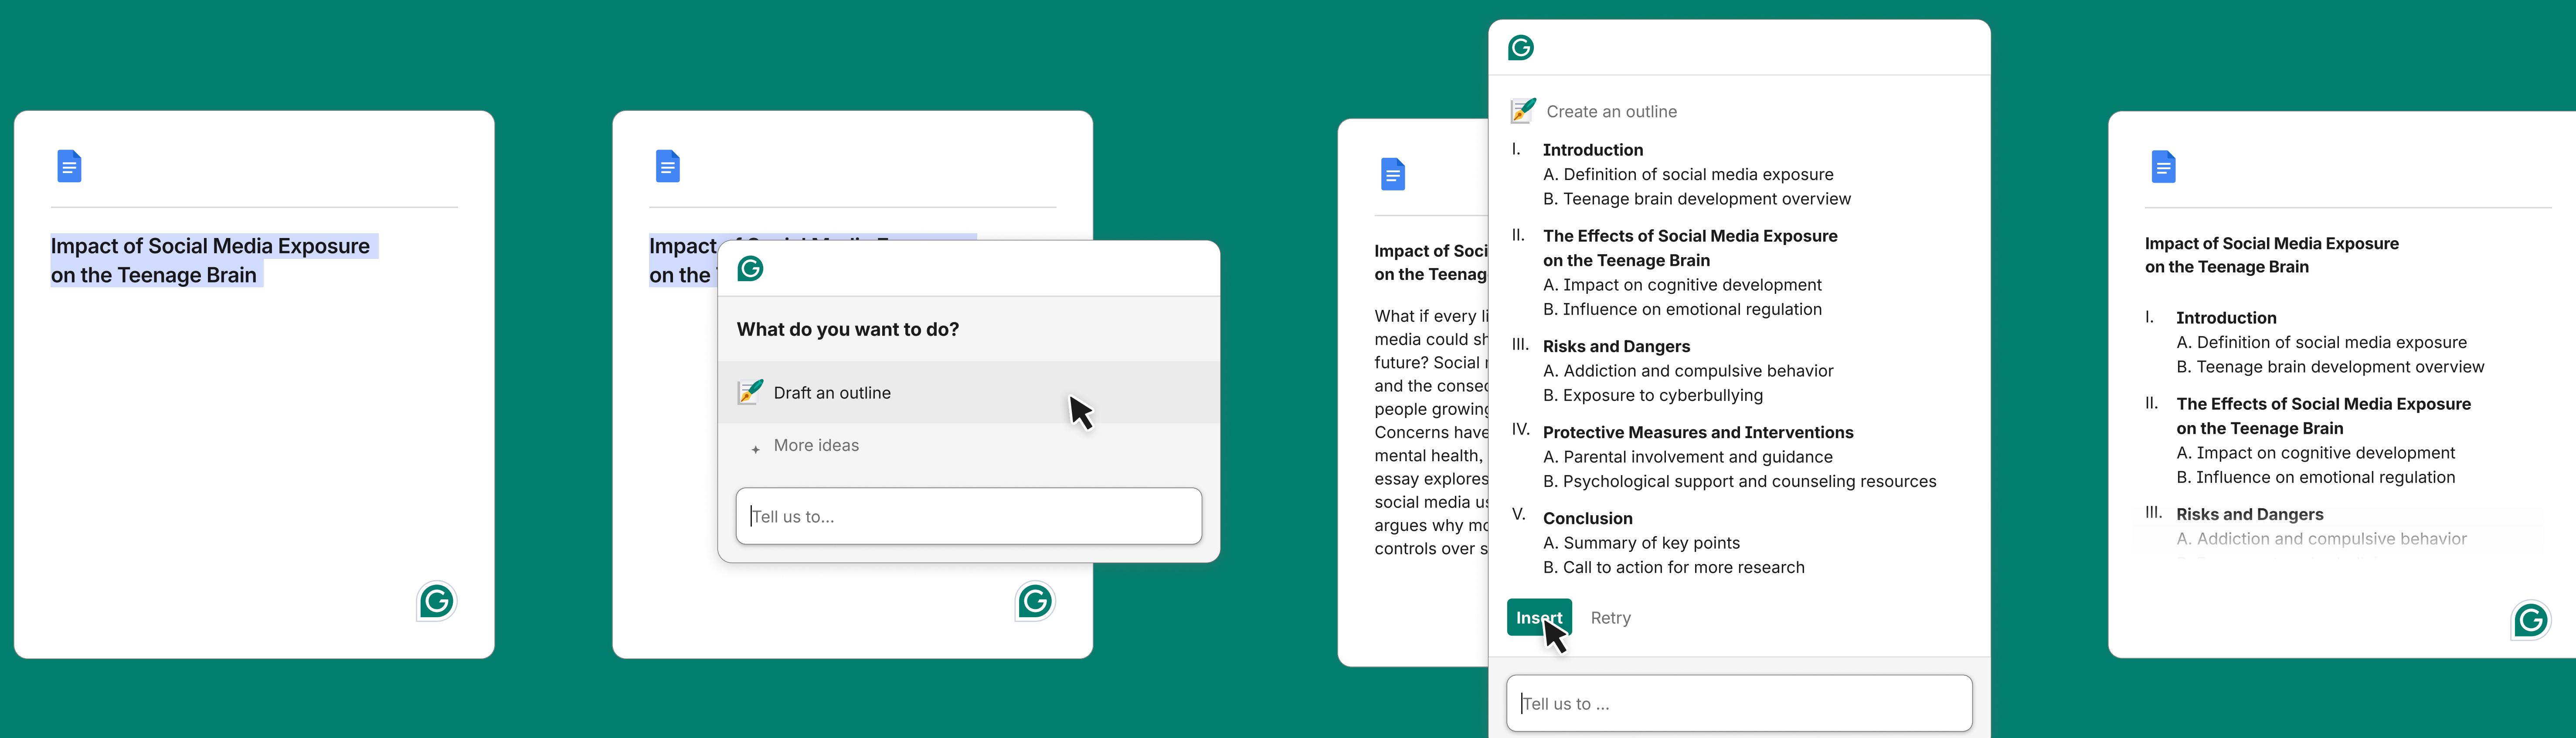 Impact of Social Media Exposure
on the Teenage Brain
Impact
on the
What do you want to do?
Draft an outline
More ideas
Tell us to...
Impact of Soci
on the Teenag
What if every li
media could sh
future? Social
and the conse
people growing
Concerns have
mental health,
essay explores
social media us
argues why mo
controls over s
Create an outline
I. Introduction
A. Definition of social media exposure
B. Teenage brain development overview
II. The Effects of Social Media Exposure
on the Teenage Brain
A. Impact on cognitive development
B. Influence on emotional regulation
III. Risks and Dangers
A. Addiction and compulsive behavior
B. Exposure to cyberbullying
IV. Protective Measures and Interventions
A. Parental involvement and guidance
B. Psychological support and counseling resources
V. Conclusion
A. Summary of key points
B. Call to action for more research
Insert Retry
Tell us to ...
Impact of Social Media Exposure
on the Teenage Brain
I. Introduction
A. Definition of social media exposure
B. Teenage brain development overview
II. The Effects of Social Media Exposure
on the Teenage Brain
A. Impact on cognitive development
B. Influence on emotional regulation
III. Risks and Dangers
A. Addiction and compulsive behavior